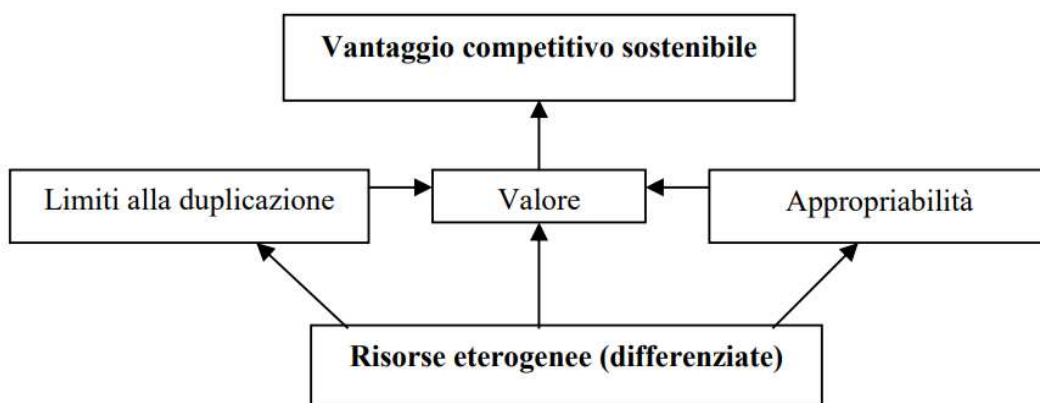 Vantaggio competitivo sostenibile
Limiti alla duplicazione
Valore
Appropriabilità
Risorse eterogenee (differenziate)